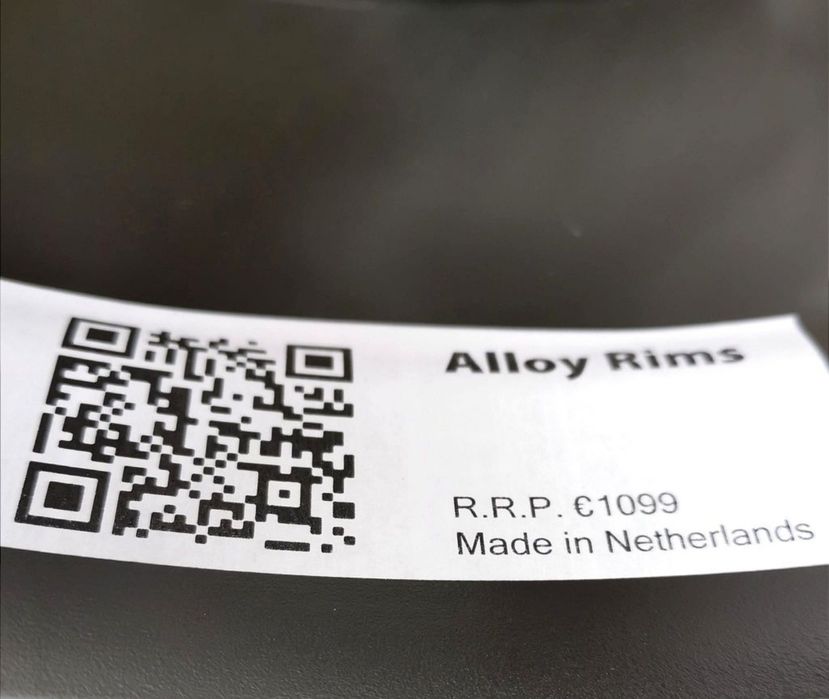 Alloy Rims
R.R.P. €1099
Made in Netherlands